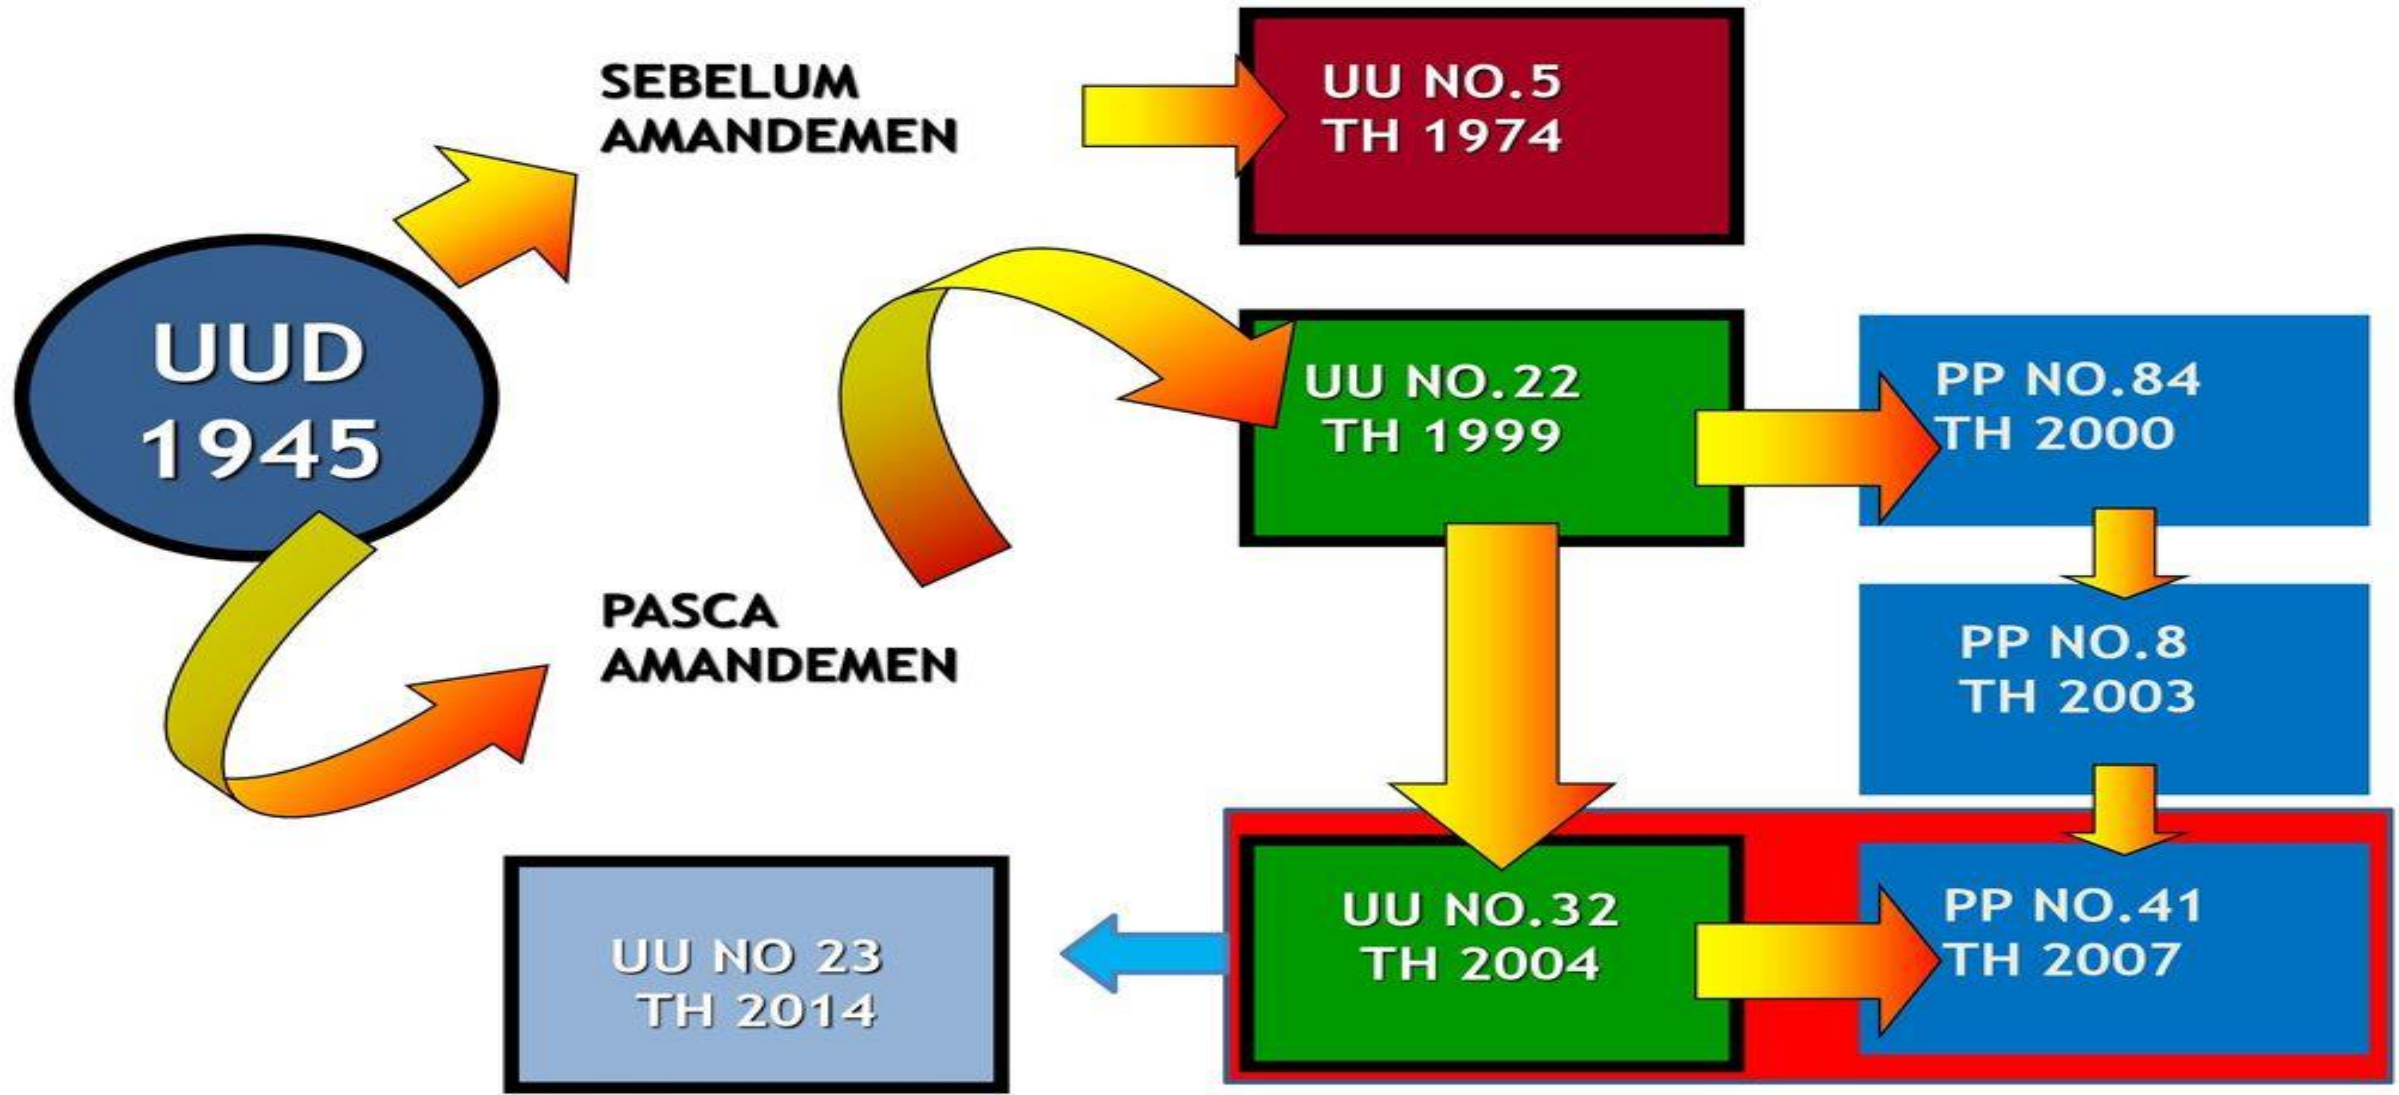 SEBELUM
AMANDEMEN
UU NO.5
TH 1974
UUD
1945
UU NO.22
TH 1999
PP NO.84
TH 2000
PASCA
AMANDEMEN
PP NO.8
TH 2003
UU NO 23
TH 2014
UU NO.32
TH 2004
PP NO.41
TH 2007